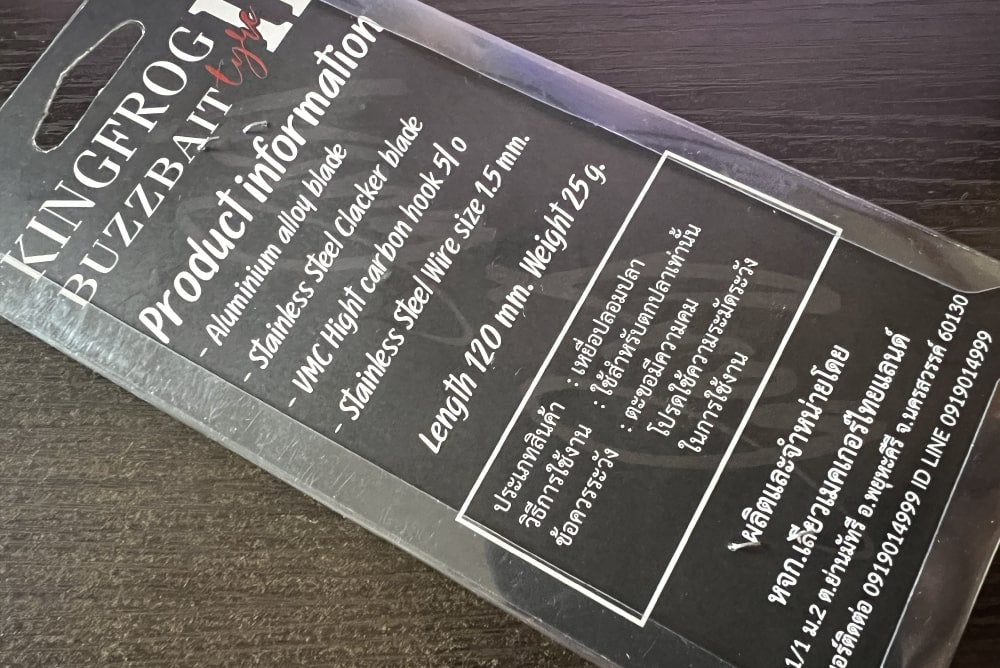 KINGFROG
BUZZBAIT type
Product information
- Aluminium alloy blade
- Stainless Steel Clacker blade
- VMC Hight carbon hook 5/0
- Stainless Steel Wire size 1.5 mm.
Length 120 mm. Weight 25 g.
ประเภทสินค้า : เหยื่อปลอมปลา
วิธีการใช้งาน : ใช้สำหรับตกปลาเท่านั้น
ข้อควรระวัง : ตะขอมีความคม
โปรดใช้ความระมัดระวัง
ในการใช้งาน
ผลิตและจำหน่ายโดย
หจก.เลี่ยวเมคเกอร์ไทยแลนด์
1/1 ม.2 ต.ย่านมัทรี อ.พยุหะคีรี จ.นครสวรรค์ 60130
อร์ติดต่อ 0919014999 ID LINE 0919014999